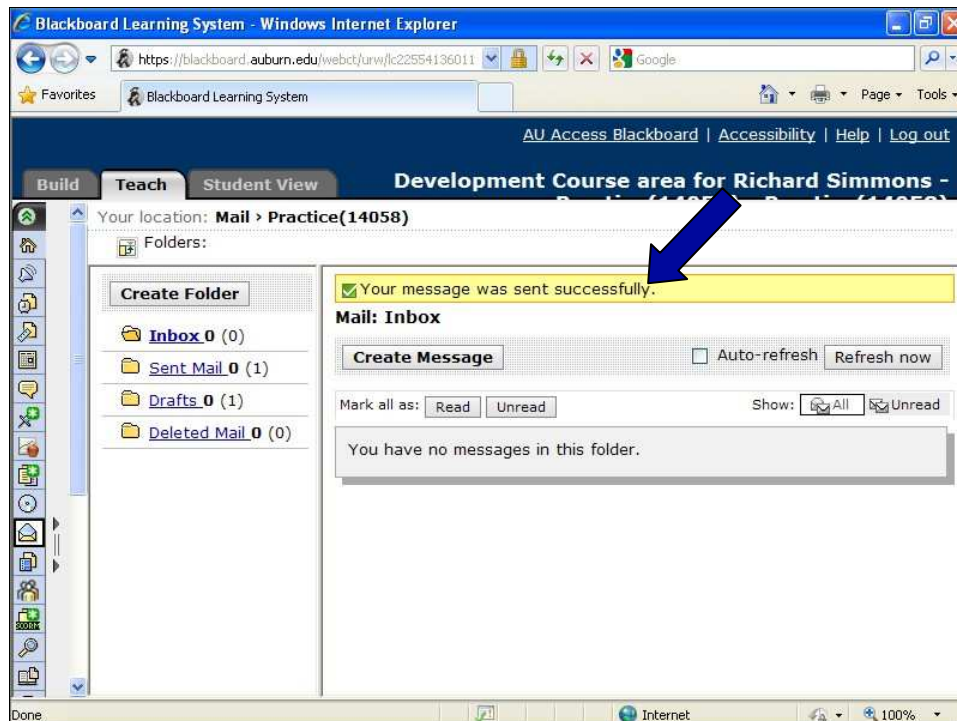 Blackboard Learning System - Windows Internet Explorer
https://blackboard.auburn.edu/webct/urw/lc22554136011
Google
Favorites Blackboard Learning System Page Tools
AU Access Blackboard | Accessibility | Help | Log out
Build Teach Student View Development Course area for Richard Simmons -
Your location: Mail › Practice(14058)
Folders:
Create Folder
Your message was sent successfully.
Inbox 0 (0)
Mail: Inbox
Sent Mail 0 (1)
Create Message Auto-refresh Refresh now
Drafts 0 (1)
Mark all as: Read Unread Show: All Unread
Deleted Mail 0 (0)
You have no messages in this folder.
SCORM
Done Internet 100%